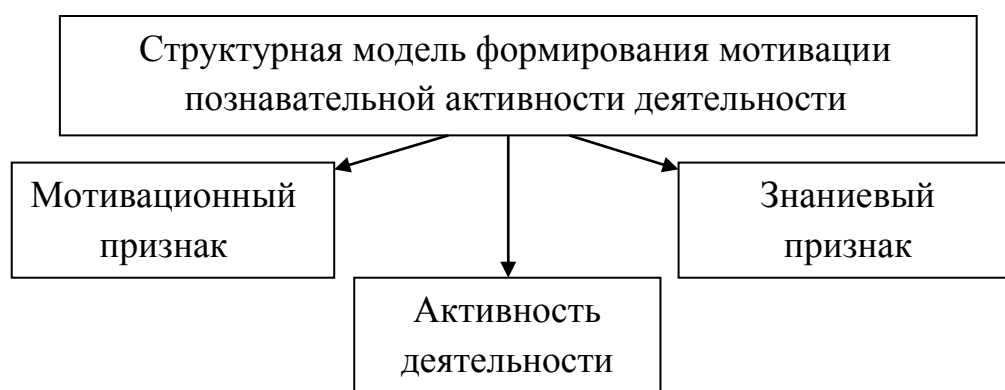 Структурная модель формирования мотивации
познавательной активности деятельности
Мотивационный
признак
Знаниевый
признак
Активность
деятельности